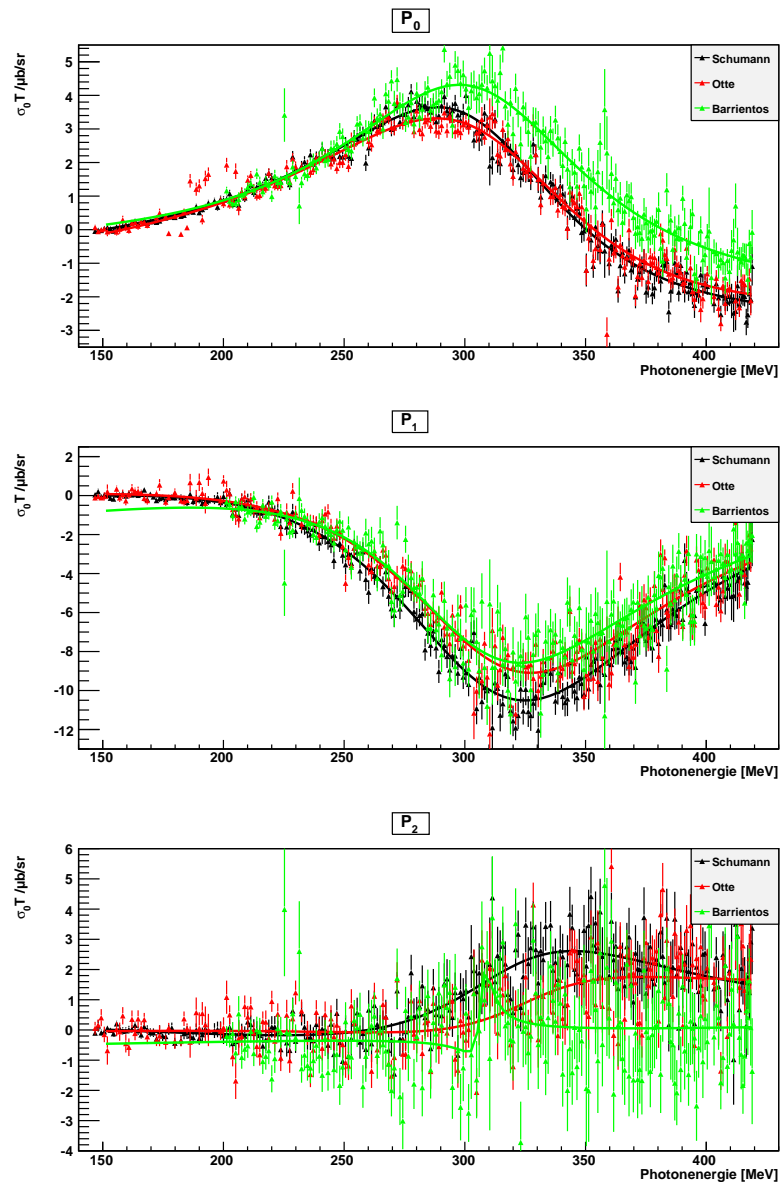 P0
σ0T /μb/sr
Schumann
Otte
Barrientos
5
4
3
2
1
0
-1
-2
-3
150 200 250 300 350 400
Photonenergie [MeV]
P1
σ0T /μb/sr
Schumann
Otte
Barrientos
2
0
-2
-4
-6
-8
-10
-12
150 200 250 300 350 400
Photonenergie [MeV]
P2
σ0T /μb/sr
Schumann
Otte
Barrientos
6
5
4
3
2
1
0
-1
-2
-3
-4
150 200 250 300 350 400
Photonenergie [MeV]